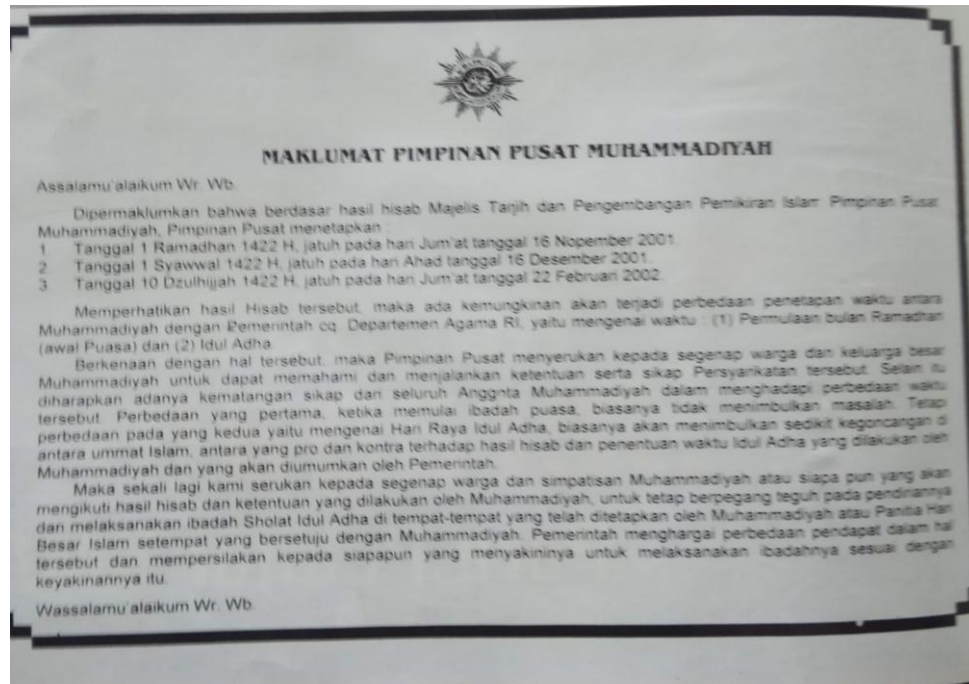 MAKLUMAT PIMPINAN PUSAT MUHAMMADIYAH
Assalamu'alaikum Wr. Wb.
Dipermaklumkan bahwa berdasar hasil hisab Majelis Tarjih dan Pengembangan Pemikiran Islam Pimpinan Pusat
Muhammadiyah, Pimpinan Pusat menetapkan :
1. Tanggal 1 Ramadhan 1422 H, jatuh pada hari Jum'at tanggal 16 Nopember 2001.
2. Tanggal 1 Syawwal 1422 H, jatuh pada hari Ahad tanggal 16 Desember 2001.
3. Tanggal 10 Dzulhijjah 1422 H, jatuh pada hari Jum'at tanggal 22 Februari 2002.
Memperhatikan hasil Hisab tersebut, maka ada kemungkinan akan terjadi perbedaan penetapan waktu antara
Muhammadiyah dengan Pemerintah cq. Departemen Agama RI, yaitu mengenai waktu : (1) Permulaan bulan Ramadhan
(awal Puasa) dan (2) Idul Adha.
Berkenaan dengan hal tersebut, maka Pimpinan Pusat menyerukan kepada segenap warga dan keluarga besar
Muhammadiyah untuk dapat memahami dan menjalankan ketentuan serta sikap Persyarikatan tersebut. Selain itu
diharapkan adanya kematangan sikap dari seluruh Anggota Muhammadiyah dalam menghadapi perbedaan waktu
tersebut. Perbedaan yang pertama, ketika memulai ibadah puasa, biasanya tidak menimbulkan masalah. Tetapi
perbedaan pada yang kedua yaitu mengenai Hari Raya Idul Adha, biasanya akan menimbulkan sedikit kegoncangan di
antara ummat Islam, antara yang pro dan kontra terhadap hasil hisab dan penentuan waktu Idul Adha yang dilakukan oleh
Muhammadiyah dan yang akan diumumkan oleh Pemerintah.
Maka sekali lagi kami serukan kepada segenap warga dan simpatisan Muhammadiyah atau siapa pun yang akan
mengikuti hasil hisab dan ketentuan yang dilakukan oleh Muhammadiyah, untuk tetap berpegang teguh pada pendiriannya
dan melaksanakan ibadah Sholat Idul Adha di tempat-tempat yang telah ditetapkan oleh Muhammadiyah atau Panitia Hari
Besar Islam setempat yang bersetuju dengan Muhammadiyah. Pemerintah menghargai perbedaan pendapat dalam hal
tersebut dan mempersilakan kepada siapapun yang menyakininya untuk melaksanakan ibadahnya sesuai dengan
keyakinannya itu.
Wassalamu'alaikum Wr. Wb.